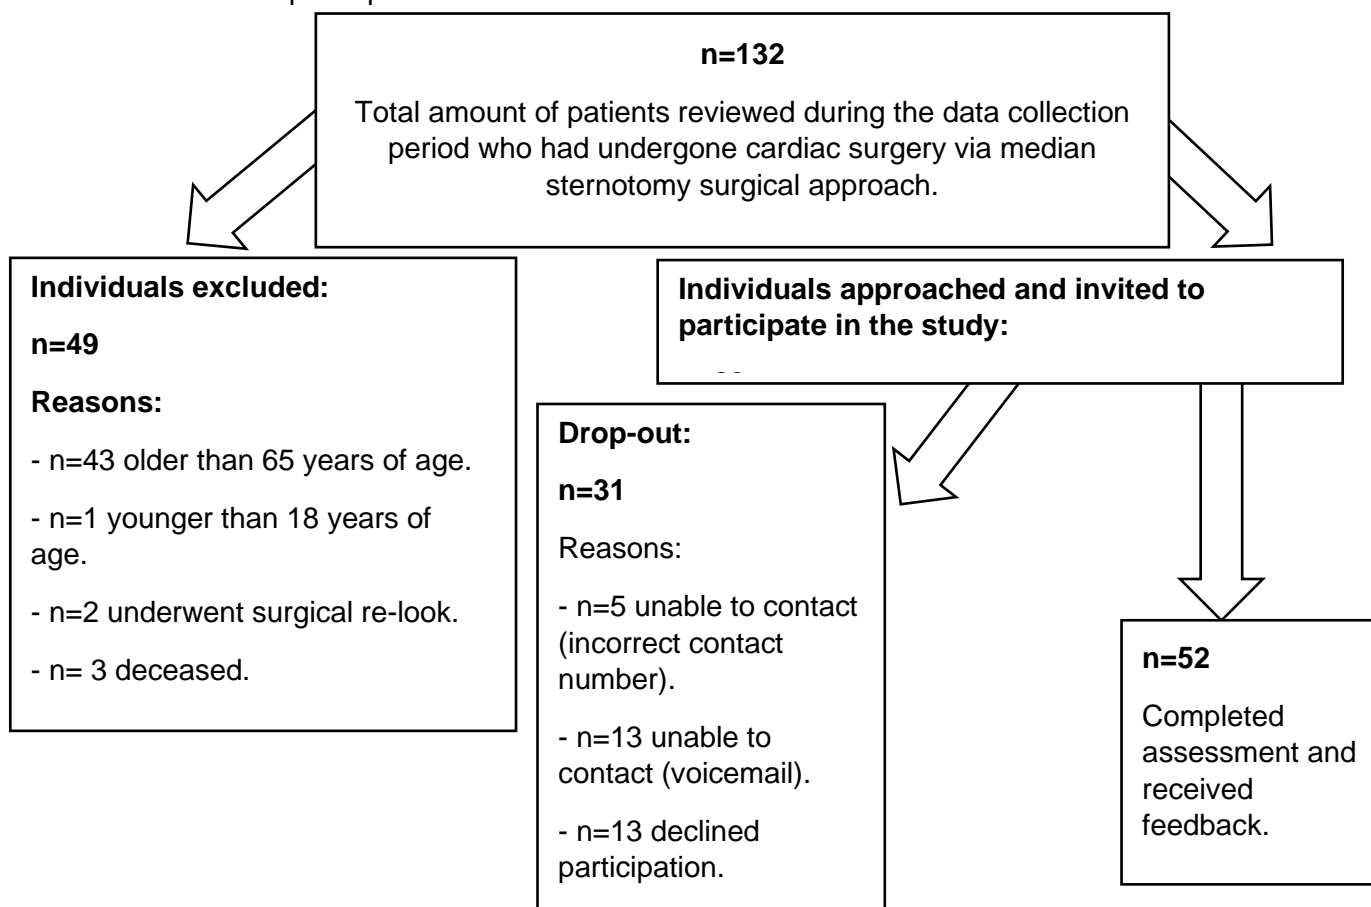 n=132
Total amount of patients reviewed during the data collection
period who had undergone cardiac surgery via median
sternotomy surgical approach.
Individuals excluded:
n=49
Reasons:
- n=43 older than 65 years of age.
- n=1 younger than 18 years of
age.
- n=2 underwent surgical re-look.
- n= 3 deceased.
Individuals approached and invited to
participate in the study:
Drop-out:
n=31
Reasons:
- n=5 unable to contact
(incorrect contact
number).
- n=13 unable to
contact (voicemail).
- n=13 declined
participation.
n=52
Completed
assessment and
received
feedback.